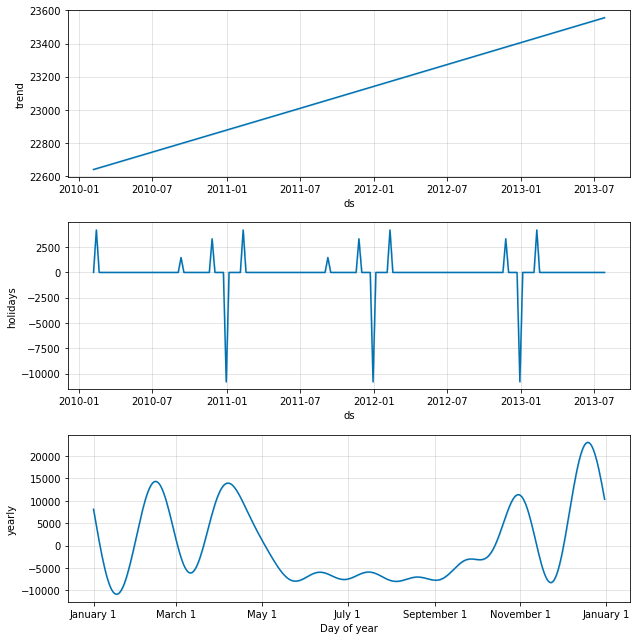 23600
23400
23200
23000
22800
22600
trend
2010-01 2010-07 2011-01 2011-07 2012-01 2012-07 2013-01 2013-07
ds
2500
0
−2500
−5000
−7500
−10000
holidays
2010-01 2010-07 2011-01 2011-07 2012-01 2012-07 2013-01 2013-07
ds
20000
15000
10000
5000
0
−5000
−10000
yearly
January 1 March 1 May 1 July 1 September 1 November 1 January 1
Day of year